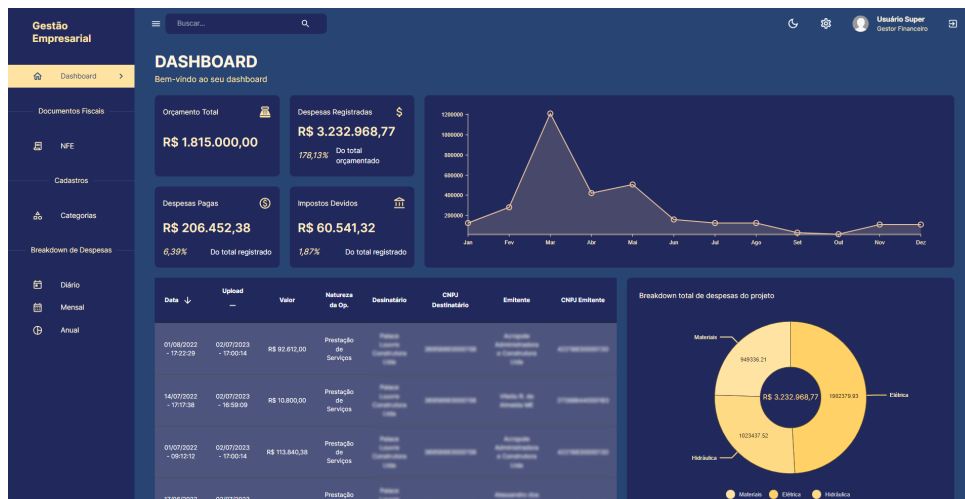 Gestão
Empresarial
Buscar...
Usuário Super
Gestor Financeiro
Dashboard
Documentos Fiscais
NFE
Cadastros
Categorias
Breakdown de Despesas
Diário
Mensal
Anual
DASHBOARD
Bem-vindo ao seu dashboard
Orçamento Total
R$ 1.815.000,00
Despesas Registradas
R$ 3.232.968,77
178,13%
Do total
orçamentado
Despesas Pagas
R$ 206.452,38
6,39%
Do total registrado
Impostos Devidos
R$ 60.541,32
1,87%
Do total registrado
1200000
1000000
800000
600000
400000
200000
Jan Fev Mar Abr Mai Jun Jul Ago Set Out Nov Dez
Data
Upload
Valor
Natureza
da Op.
Desinatário
CNPJ
Destinatário
Emitente
CNPJ Emitente
01/08/2022
- 17:22:29
02/07/2023
- 17:00:14
R$ 92.612,00
Prestação
de
Serviços
14/07/2022
- 17:17:38
02/07/2023
- 16:59:09
R$ 10.800,00
Prestação
de
Serviços
01/07/2022
- 09:12:12
02/07/2023
- 17:00:14
R$ 113.840,38
Prestação
de
Serviços
Prestação
Breakdown total de despesas do projeto
Materiais
949336.21
R$ 3.232.968,77
Elétrica
Hidráulica
1023437.52
Materiais
Elétrica
Hidráulica